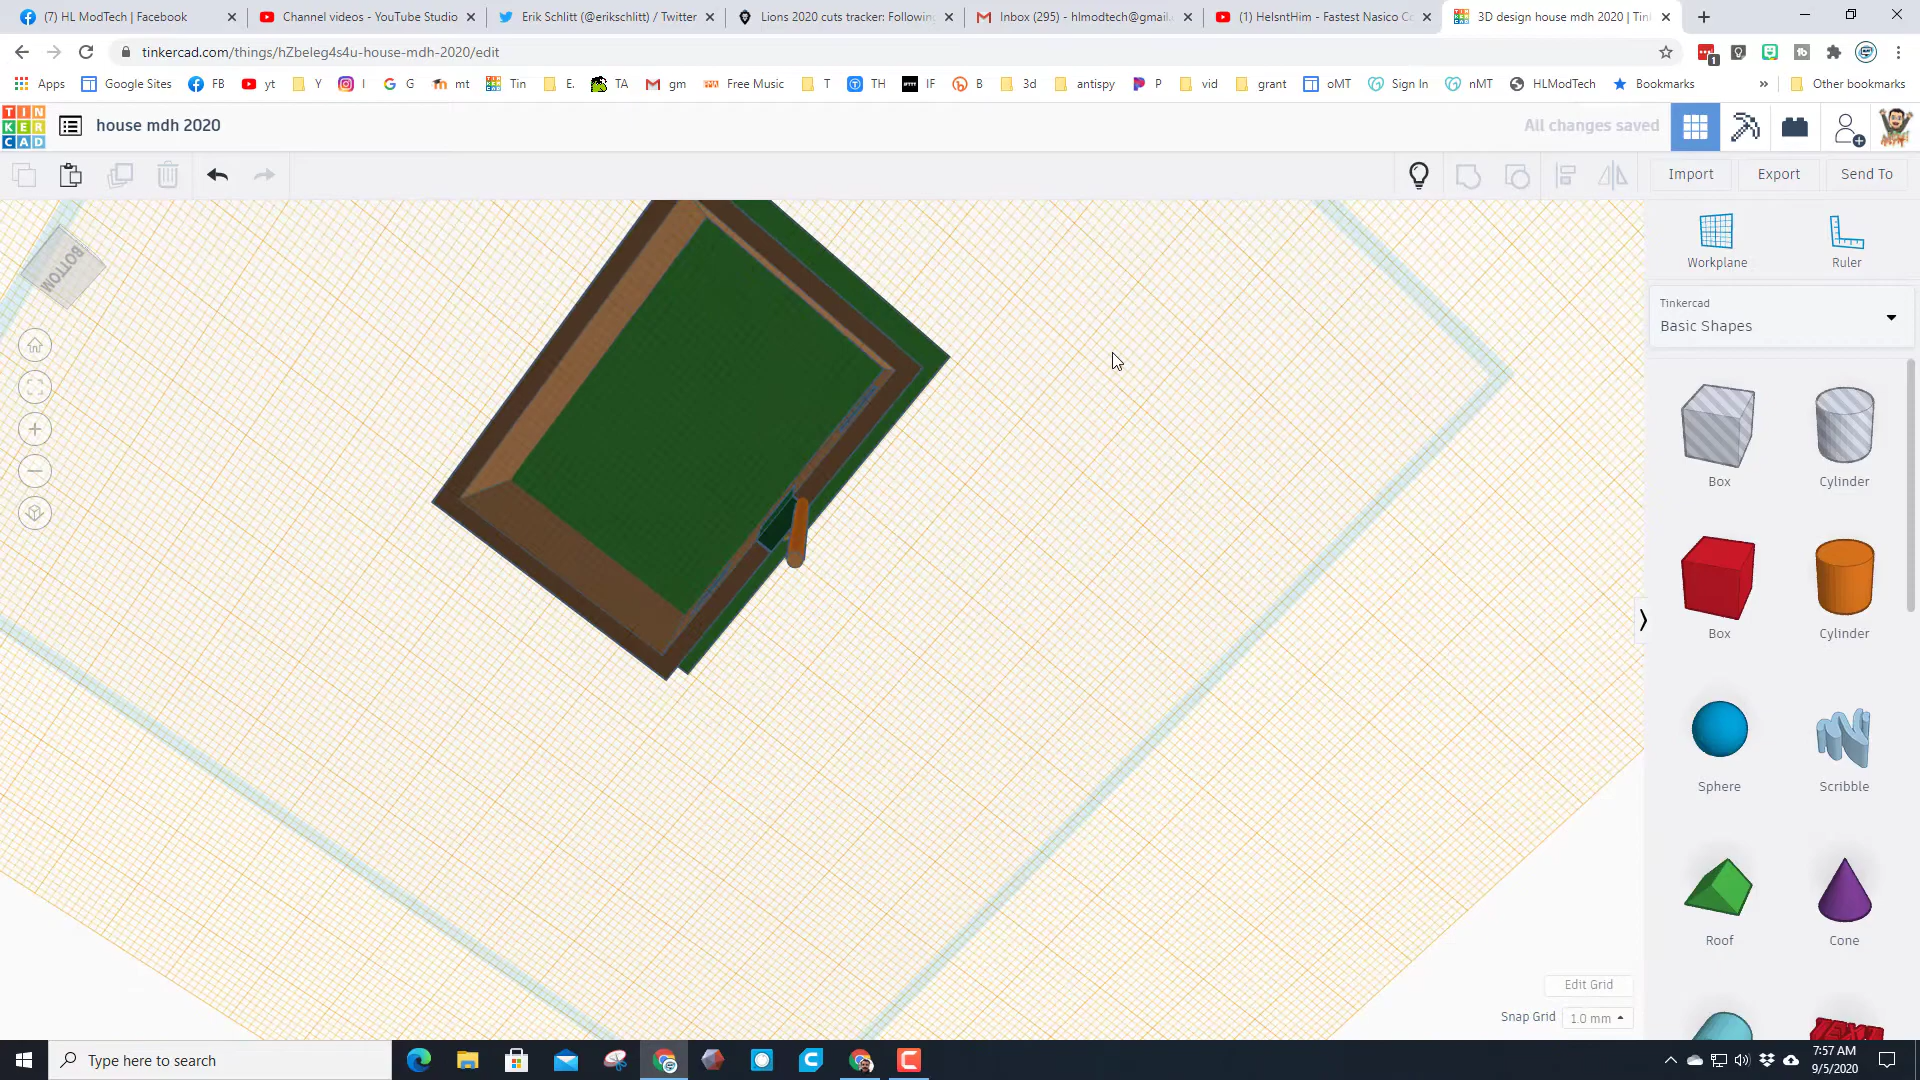 (7) HL ModTech | Facebook
Channel videos - YouTube Studio
Erik Schlitt (@erikschlitt) / Twitter
Lions 2020 cuts tracker: Following
Inbox (295) - hlmodtech@gmail.
(1) HelsntHim - Fastest Nasico Co
3D design house mdh 2020 | Tin
tinkercad.com/things/hZbeleg4s4u-house-mdh-2020/edit
1
Apps
Google Sites
FB
yt
Y
I
G
mt
Tin
E.
TA
gm
Free Music
T
TH
IF
B
3d
antispy
P
vid
grant
oMT
Sign In
nMT
HLModTech
Bookmarks
»
Other bookmarks
TIN
KER
CAD
house mdh 2020
All changes saved
Import
Export
Send To
BOTTOM
Workplane
Ruler
Tinkercad
Basic Shapes
Box
Cylinder
Box
Cylinder
Sphere
Scribble
Roof
Cone
TEXT
Edit Grid
Snap Grid
1.0 mm
Type here to search
7:57 AM
9/5/2020